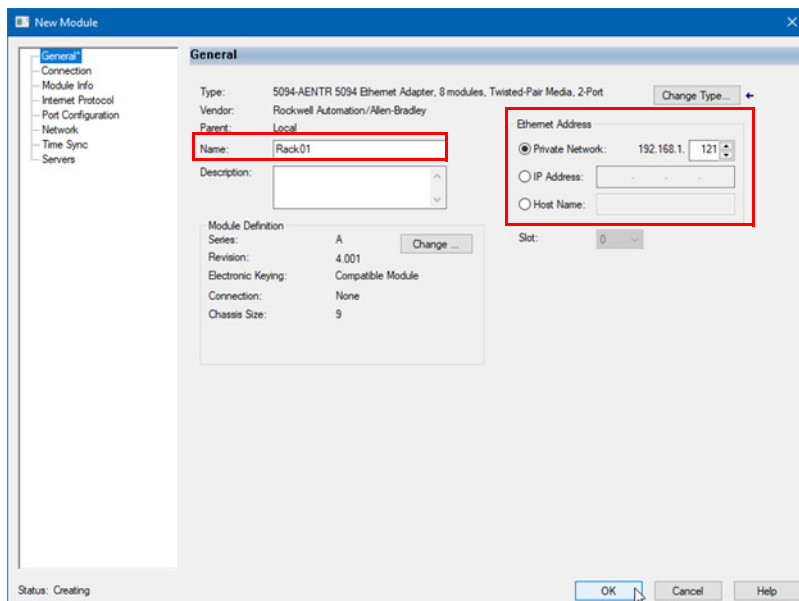 New Module
General*
Connection
Module Info
Internet Protocol
Port Configuration
Network
Time Sync
Servers
General
Type: 5094-AENTR 5094 Ethernet Adapter, 8 modules, Twisted-Pair Media, 2-Port Change Type...
Vendor: Rockwell Automation/Allen-Bradley
Parent: Local
Name: Rack01
Description:
Ethernet Address
Private Network: 192.168.1. 121
IP Address: . . .
Host Name:
Slot: 0
Module Definition
Series: A Change ...
Revision: 4.001
Electronic Keying: Compatible Module
Connection: None
Chassis Size: 9
Status: Creating
OK Cancel Help